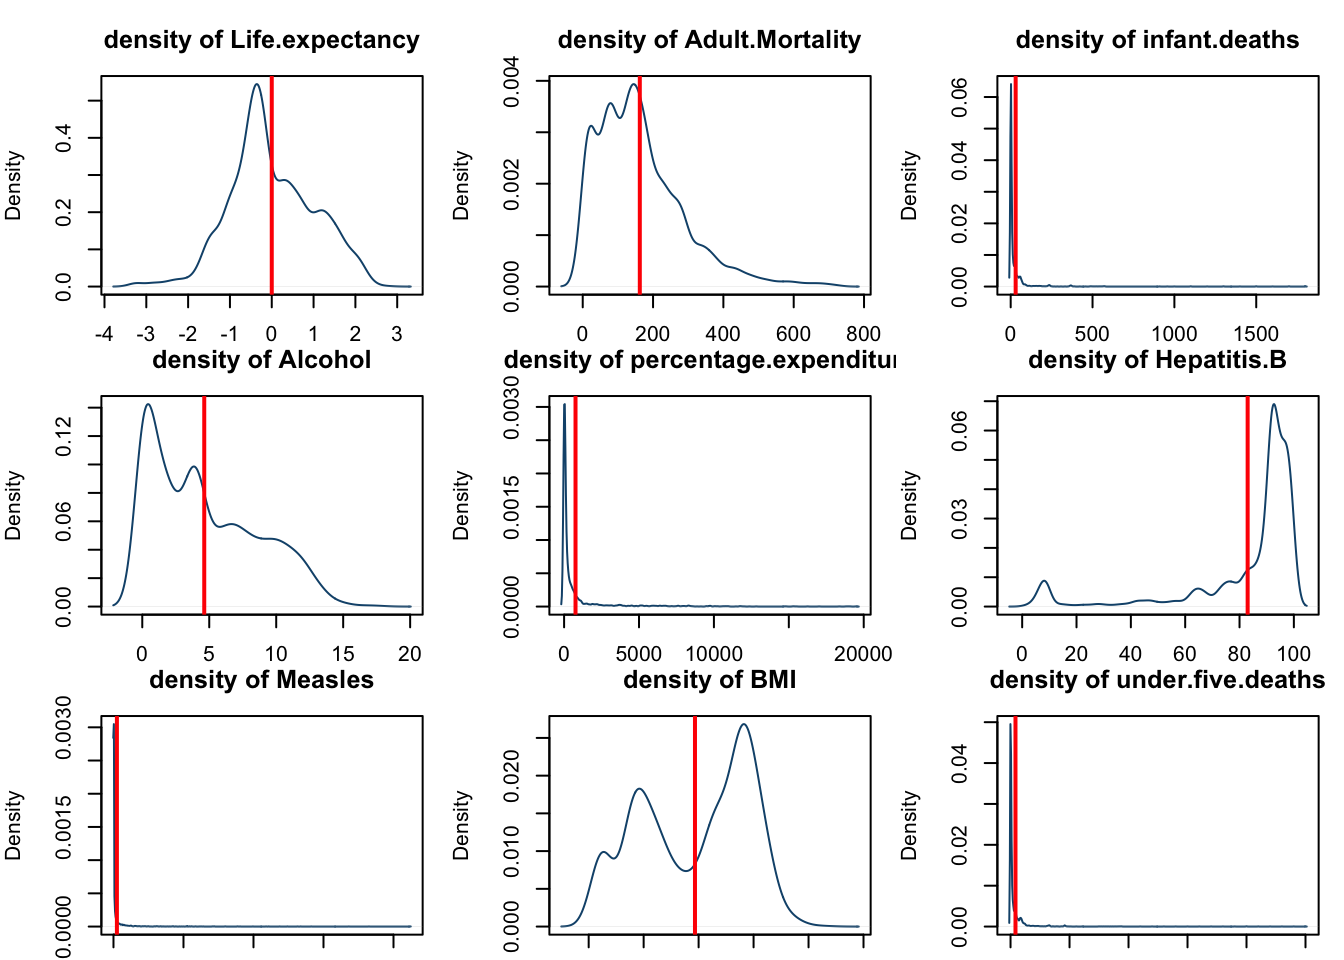 density of Life.expectancy
Density
0.0 0.2 0.4
-4 -3 -2 -1 0 1 2 3
density of Adult.Mortality
Density
0.000 0.002 0.004
0 200 400 600 800
density of infant.deaths
Density
0.00 0.02 0.04 0.06
0 500 1000 1500
density of Alcohol
Density
0.00 0.06 0.12
0 5 10 15 20
density of percentage.expenditur
Density
0.0000 0.0015 0.0030
0 5000 10000 20000
density of Hepatitis.B
Density
0.00 0.03 0.06
0 20 40 60 80 100
density of Measles
Density
0.0000 0.0015 0.0030
density of BMI
Density
0.000 0.010 0.020
density of under.five.deaths
Density
0.00 0.02 0.04